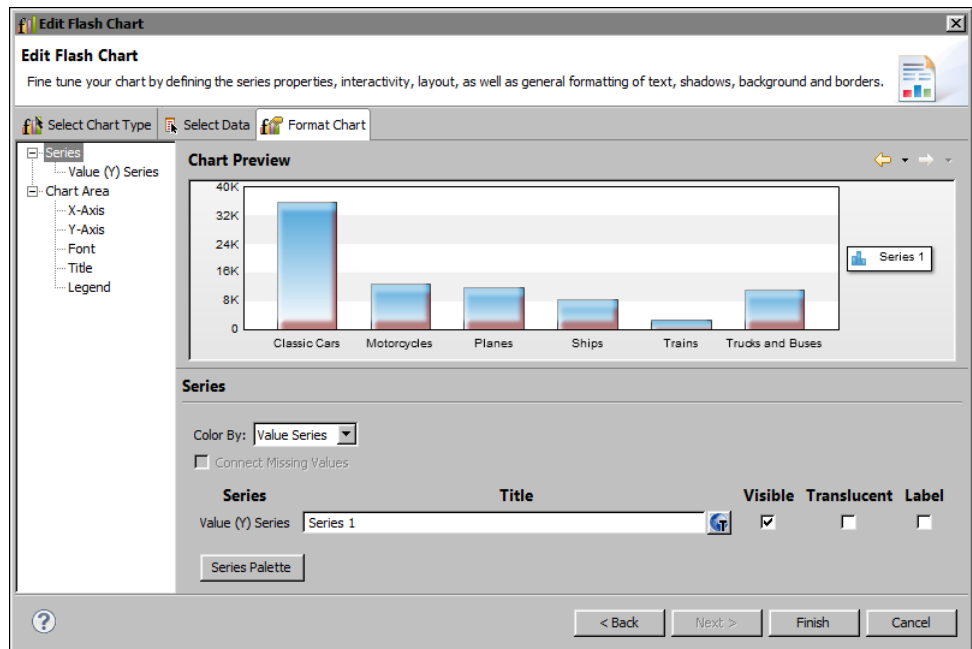 Edit Flash Chart
Edit Flash Chart
Fine tune your chart by defining the series properties, interactivity, layout, as well as general formatting of text, shadows, background and borders.
Select Chart Type Select Data Format Chart
Series
Value (Y) Series
Chart Area
X-Axis
Y-Axis
Font
Title
Legend
Chart Preview
40K
32K
24K
16K
8K
0
Classic Cars Motorcycles Planes Ships Trains Trucks and Buses
Series 1
Series
Color By: Value Series
Connect Missing Values
Series Title Visible Translucent Label
Value (Y) Series Series 1
Series Palette
? < Back Next > Finish Cancel